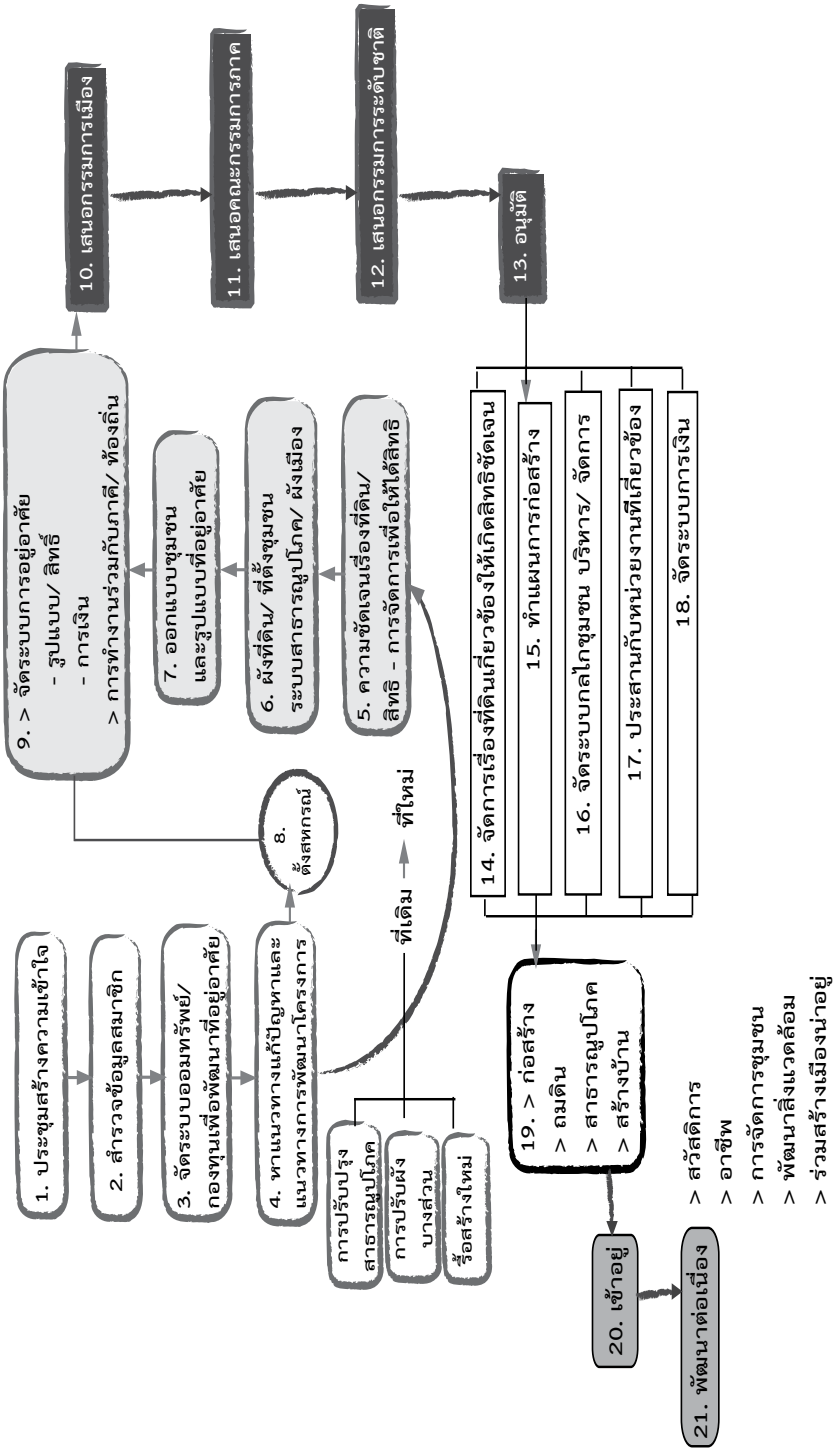 1. ประชุมสร้างความเข้าใจ
2. สำรวจข้อมูลสมาชิก
3. จัดระบบออมทรัพย์/
กองทุนเพื่อพัฒนาที่อยู่อาศัย
4. หาแนวทางแก้ปัญหาและ
แนวทางการพัฒนาโครงการ
การปรับปรุง
สาธารณูปโภค
การปรับผัง
บางส่วน
รื้อสร้างใหม่
ที่เดิม
ที่ใหม่
5. ความชัดเจนเรื่องที่ดิน/
สิทธิ - การจัดการเพื่อให้ได้สิทธิ
6. ผังที่ดิน/ ที่ตั้งชุมชน
ระบบสาธารณูปโภค/ ผังเมือง
7. ออกแบบชุมชน
และรูปแบบที่อยู่อาศัย
8.
ตั้งสหกรณ์
9. > จัดระบบการอยู่อาศัย
- รูปแบบ/ สิทธิ์
- การเงิน
> การทำงานร่วมกับภาคี/ ท้องถิ่น
10. เสนอกรรมการเมือง
11. เสนอคณะกรรมการภาค
12. เสนอกรรมการระดับชาติ
13. อนุมัติ
14. จัดการเรื่องที่ดินเกี่ยวข้องให้เกิดสิทธิชัดเจน
15. ทำแผนการก่อสร้าง
16. จัดระบบกลไกชุมชน บริหาร/ จัดการ
17. ประสานกับหน่วยงานที่เกี่ยวข้อง
18. จัดระบบการเงิน
19. > ก่อสร้าง
> ถมดิน
> สาธารณูปโภค
> สร้างบ้าน
20. เข้าอยู่
21. พัฒนาต่อเนื่อง
> สวัสดิการ
> อาชีพ
> การจัดการชุมชน
> พัฒนาสิ่งแวดล้อม
> ร่วมสร้างเมืองน่าอยู่